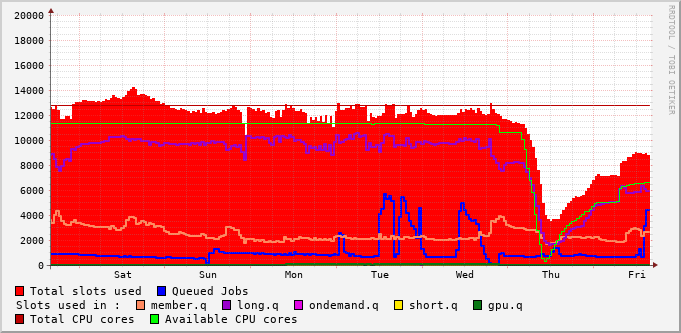 20000
18000
16000
14000
12000
10000
8000
6000
4000
2000
0
Sat Sun Mon Tue Wed Thu Fri
Total slots used Queued Jobs
Slots used in : member.q long.q ondemand.q short.q gpu.q
Total CPU cores Available CPU cores
RRDTOOL / TOBI OETIKER